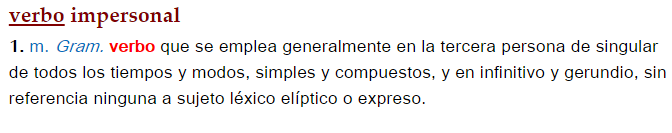 verbo impersonal
1. m. Gram. verbo que se emplea generalmente en la tercera persona de singular
de todos los tiempos y modos, simples y compuestos, y en infinitivo y gerundio, sin
referencia ninguna a sujeto léxico elíptico o expreso.